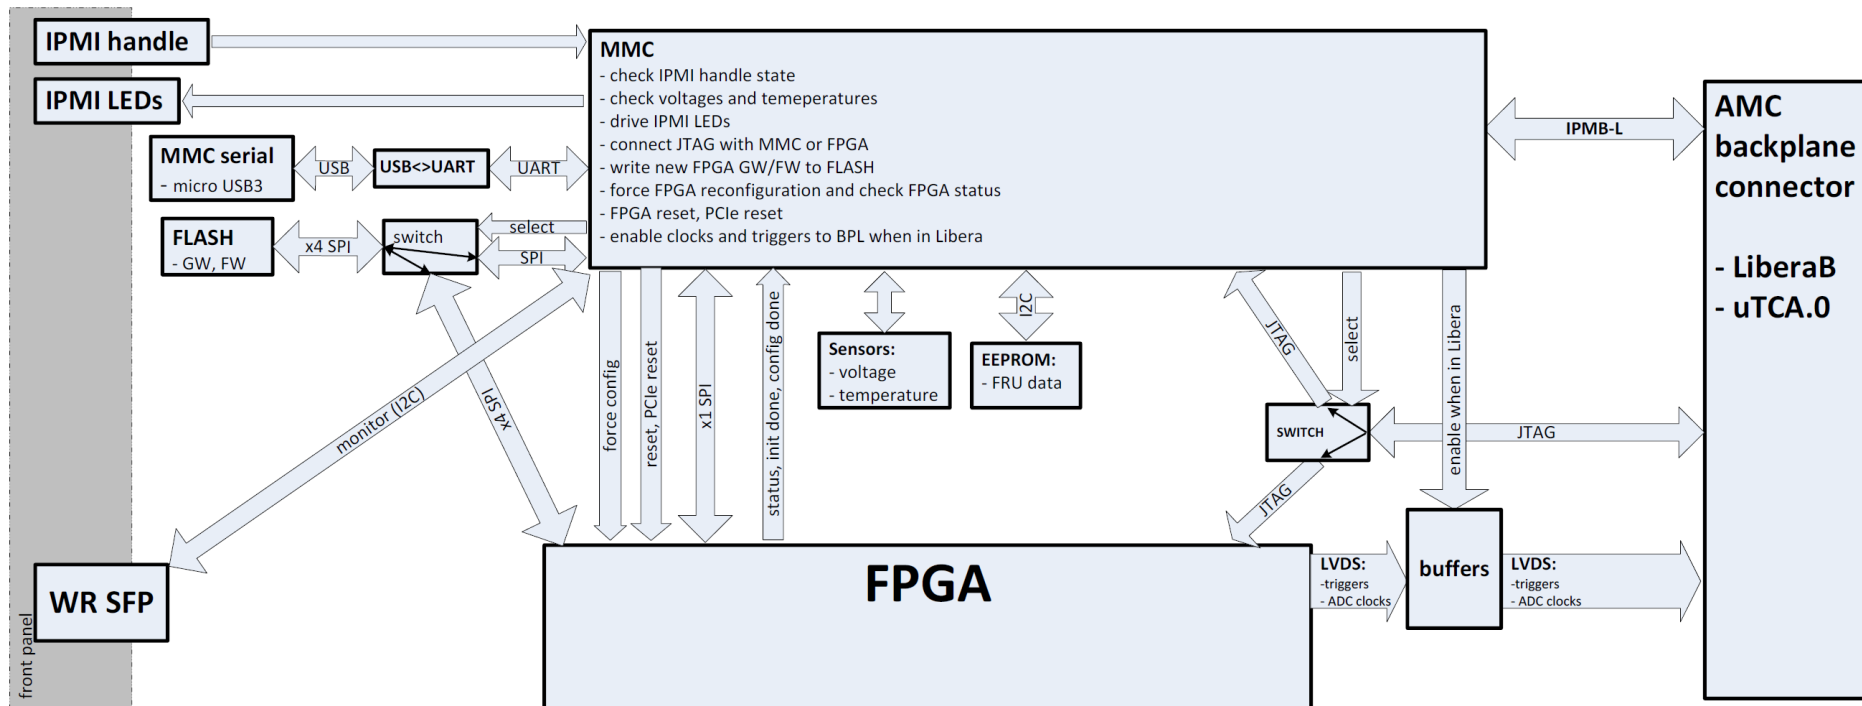 IPMI handle
IPMI LEDs
MMC serial
- micro USB3
USB
USB<>UART
UART
FLASH
- GW, FW
x4 SPI
switch
select
SPI
MMC
- check IPMI handle state
- check voltages and temeperatures
- drive IPMI LEDs
- connect JTAG with MMC or FPGA
- write new FPGA GW/FW to FLASH
- force FPGA reconfiguration and check FPGA status
- FPGA reset, PCIe reset
- enable clocks and triggers to BPL when in Libera
IPMB-L
AMC
backplane
connector
- LiberaB
- uTCA.0
monitor (I2C)
x4 SPI
force config
reset, PCIe reset
x1 SPI
status, init done, config done
Sensors:
- voltage
- temperature
I2C
EEPROM:
- FRU data
JTAG
select
enable when in Libera
SWITCH
JTAG
JTAG
WR SFP
front panel
FPGA
LVDS:
-triggers
- ADC clocks
buffers
LVDS:
-triggers
- ADC clocks